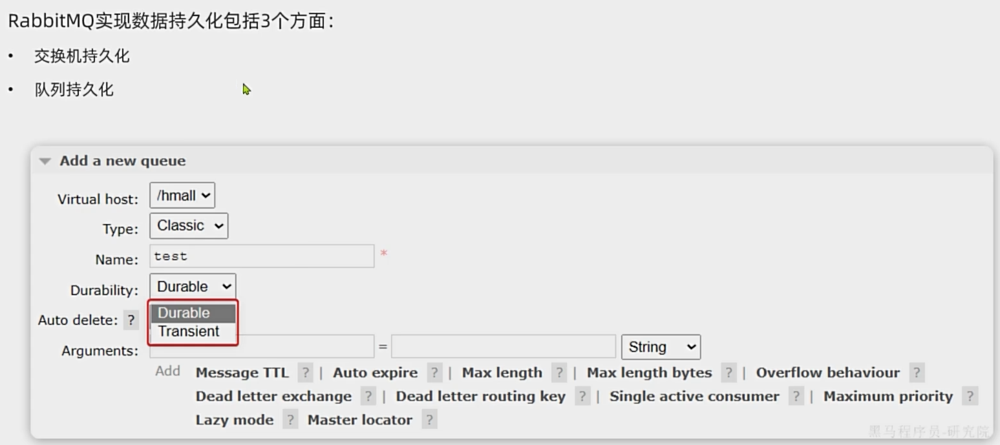 RabbitMQ实现数据持久化包括3个方面：
• 交换机持久化
• 队列持久化
Add a new queue
Virtual host: /hmall
Type: Classic
Name: test *
Durability: Durable
Durable
Auto delete: ?
Transient
Arguments: = String
Add Message TTL ? | Auto expire ? | Max length ? | Max length bytes ? | Overflow behaviour ?
Dead letter exchange ? | Dead letter routing key ? | Single active consumer ? | Maximum priority ?
Lazy mode ? Master locator ?
黑马程序员-研究院